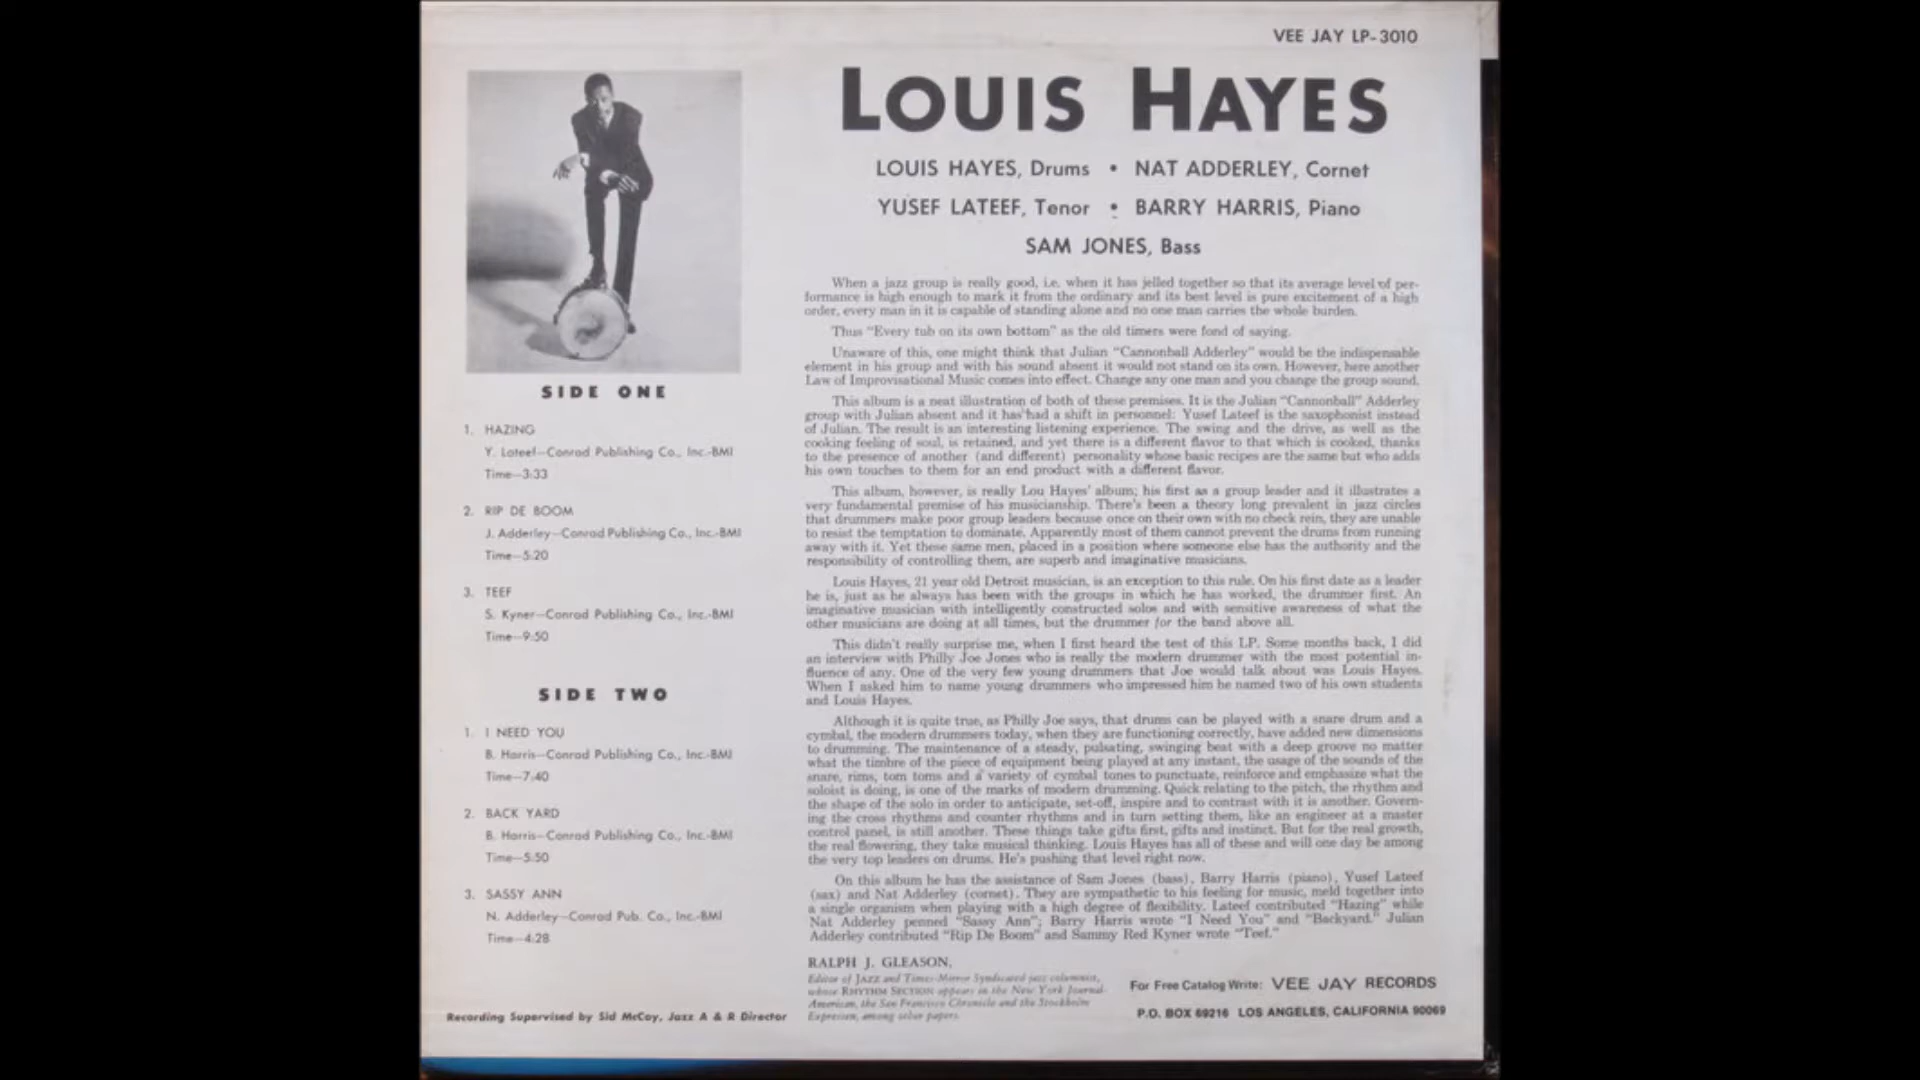 VEE JAY LP-3010
LOUIS HAYES
LOUIS HAYES, Drums • NAT ADDERLEY, Cornet
YUSEF LATEEF, Tenor • BARRY HARRIS, Piano
SAM JONES, Bass
SIDE ONE
1. HAZING
Y. Lateef—Conrad Publishing Co., Inc.-BMI
Time—3:33
2. RIP DE BOOM
J. Adderley—Conrad Publishing Co., Inc.-BMI
Time—5:20
3. TEEF
S. Kyner—Conrad Publishing Co., Inc.-BMI
Time—9:50
SIDE TWO
1. I NEED YOU
B. Harris—Conrad Publishing Co., Inc.-BMI
Time—7:40
2. BACK YARD
B. Harris—Conrad Publishing Co., Inc.-BMI
Time—5:50
3. SASSY ANN
N. Adderley—Conrad Pub. Co., Inc.-BMI
Time—4:28
Recording Supervised by Sid McCoy, Jazz A & R Director
When a jazz group is really good, i.e. when it has jelled together so that its average level of per-
formance is high enough to mark it from the ordinary and its best level is pure excitement of a high
order, every man in it is capable of standing alone and no one man carries the whole burden.
Thus "Every tub on its own bottom" as the old timers were fond of saying.
Unaware of this, one might think that Julian "Cannonball Adderley" would be the indispensable
element in his group and with his sound absent it would not stand on its own. However, here another
Law of Improvisational Music comes into effect. Change any one man and you change the group sound.
This album is a neat illustration of both of these premises. It is the Julian "Cannonball" Adderley
group with Julian absent and it has had a shift in personnel: Yusef Lateef is the saxophonist instead
of Julian. The result is an interesting listening experience. The swing and the drive, as well as the
cooking feeling of soul, is retained, and yet there is a different flavor to that which is cooked, thanks
to the presence of another (and different) personality whose basic recipes are the same but who adds
his own touches to them for an end product with a different flavor.
This album, however, is really Lou Hayes' album; his first as a group leader and it illustrates a
very fundamental premise of his musicianship. There's been a theory long prevalent in jazz circles
that drummers make poor group leaders because once on their own with no check rein, they are unable
to resist the temptation to dominate. Apparently most of them cannot prevent the drums from running
away with it. Yet these same men, placed in a position where someone else has the authority and the
responsibility of controlling them, are superb and imaginative musicians.
Louis Hayes, 21 year old Detroit musician, is an exception to this rule. On his first date as a leader
he is, just as he always has been with the groups in which he has worked, the drummer first. An
imaginative musician with intelligently constructed solos and with sensitive awareness of what the
other musicians are doing at all times, but the drummer for the band above all.
This didn't really surprise me, when I first heard the test of this LP. Some months back, I did
an interview with Philly Joe Jones who is really the modern drummer with the most potential in-
fluence of any. One of the very few young drummers that Joe would talk about was Louis Hayes.
When I asked him to name young drummers who impressed him he named two of his own students
and Louis Hayes.
Although it is quite true, as Philly Joe says, that drums can be played with a snare drum and a
cymbal, the modern drummers today, when they are functioning correctly, have added new dimensions
to drumming. The maintenance of a steady, pulsating, swinging beat with a deep groove no matter
what the timbre of the piece of equipment being played at any instant, the usage of the sounds of the
snare, rims, tom toms and a variety of cymbal tones to punctuate, reinforce and emphasize what the
soloist is doing, is one of the marks of modern drumming. Quick relating to the pitch, the rhythm and
the shape of the solo in order to anticipate, set-off, inspire and to contrast with it is another. Govern-
ing the cross rhythms and counter rhythms and in turn setting them, like an engineer at a master
control panel, is still another. These things take gifts first, gifts and instinct. But for the real growth,
the real flowering, they take musical thinking. Louis Hayes has all of these and will one day be among
the very top leaders on drums. He's pushing that level right now.
On this album he has the assistance of Sam Jones (bass), Barry Harris (piano), Yusef Lateef
(sax) and Nat Adderley (cornet). They are sympathetic to his feeling for music, meld together into
a single organism when playing with a high degree of flexibility. Lateef contributed "Hazing" while
Nat Adderley penned "Sassy Ann"; Barry Harris wrote "I Need You" and "Backyard." Julian
Adderley contributed "Rip De Boom" and Sammy Red Kyner wrote "Teef."
RALPH J. GLEASON,
Editor of JAZZ and Times-Mirror Syndicated jazz columnist,
whose RHYTHM SECTION appears in the New York Journal-
American, the San Francisco Chronicle and the Stockholm
Expressen, among other papers.
For Free Catalog Write: VEE JAY RECORDS
P.O. BOX 69216 LOS ANGELES, CALIFORNIA 90069